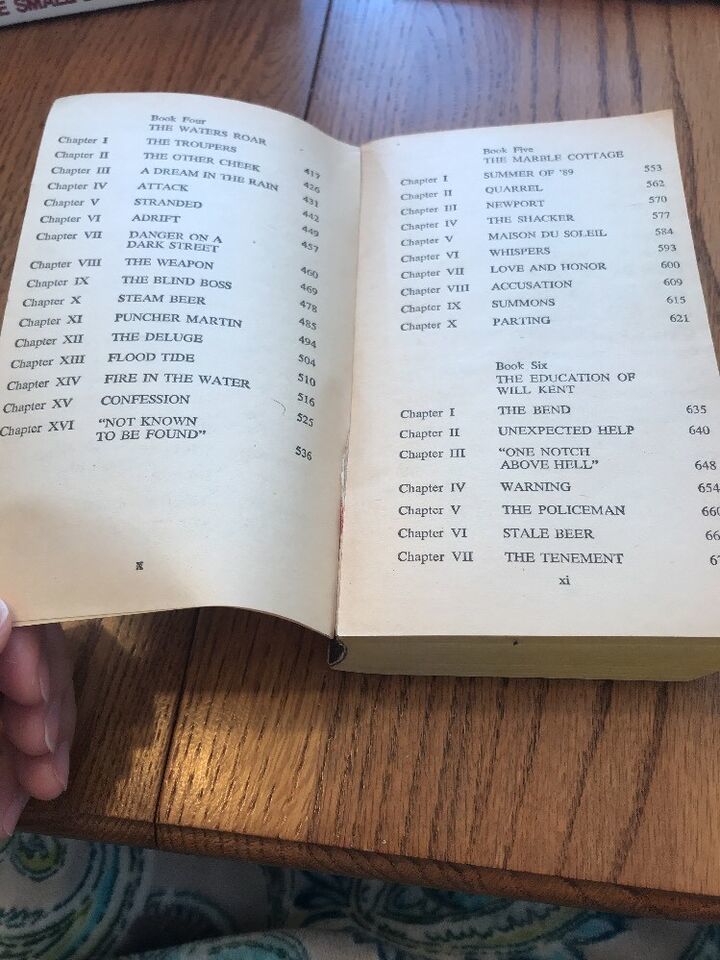 SMALL
Book Four
THE WATERS ROAR
Chapter I THE TROUPERS 417
Chapter II THE OTHER CHEEK 426
Chapter III A DREAM IN THE RAIN 431
Chapter IV ATTACK 442
Chapter V STRANDED 449
Chapter VI ADRIFT 457
Chapter VII DANGER ON A
DARK STREET 460
Chapter VIII THE WEAPON 469
Chapter IX THE BLIND BOSS 478
Chapter X STEAM BEER 485
Chapter XI PUNCHER MARTIN 494
Chapter XII THE DELUGE 504
Chapter XIII FLOOD TIDE 510
Chapter XIV FIRE IN THE WATER 516
Chapter XV CONFESSION 525
Chapter XVI "NOT KNOWN
TO BE FOUND" 536
x
Book Five
THE MARBLE COTTAGE
Chapter I SUMMER OF '89 553
Chapter II QUARREL 562
Chapter III NEWPORT 570
Chapter IV THE SHACKER 577
Chapter V MAISON DU SOLEIL 584
Chapter VI WHISPERS 593
Chapter VII LOVE AND HONOR 600
Chapter VIII ACCUSATION 609
Chapter IX SUMMONS 615
Chapter X PARTING 621
Book Six
THE EDUCATION OF
WILL KENT
Chapter I THE BEND 635
Chapter II UNEXPECTED HELP 640
Chapter III "ONE NOTCH
ABOVE HELL" 648
Chapter IV WARNING 654
Chapter V THE POLICEMAN
Chapter VI STALE BEER
Chapter VII THE TENEMENT
xi